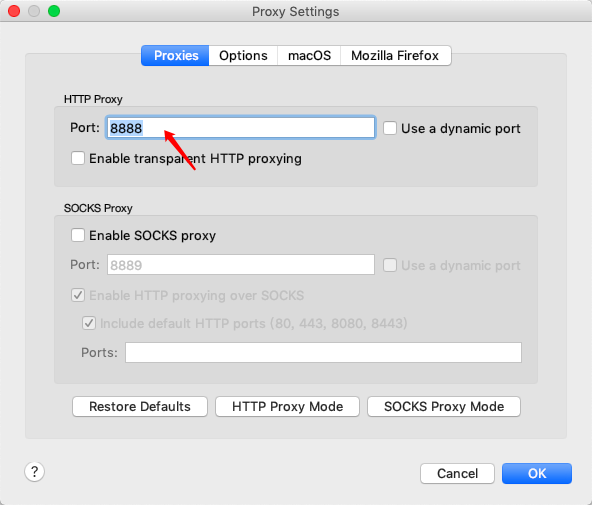 Proxy Settings
Proxies Options macOS Mozilla Firefox
HTTP Proxy
Port: 8888 Use a dynamic port
Enable transparent HTTP proxying
SOCKS Proxy
Enable SOCKS proxy
Port: 8889 Use a dynamic port
Enable HTTP proxying over SOCKS
Include default HTTP ports (80, 443, 8080, 8443)
Ports:
Restore Defaults HTTP Proxy Mode SOCKS Proxy Mode
? Cancel OK